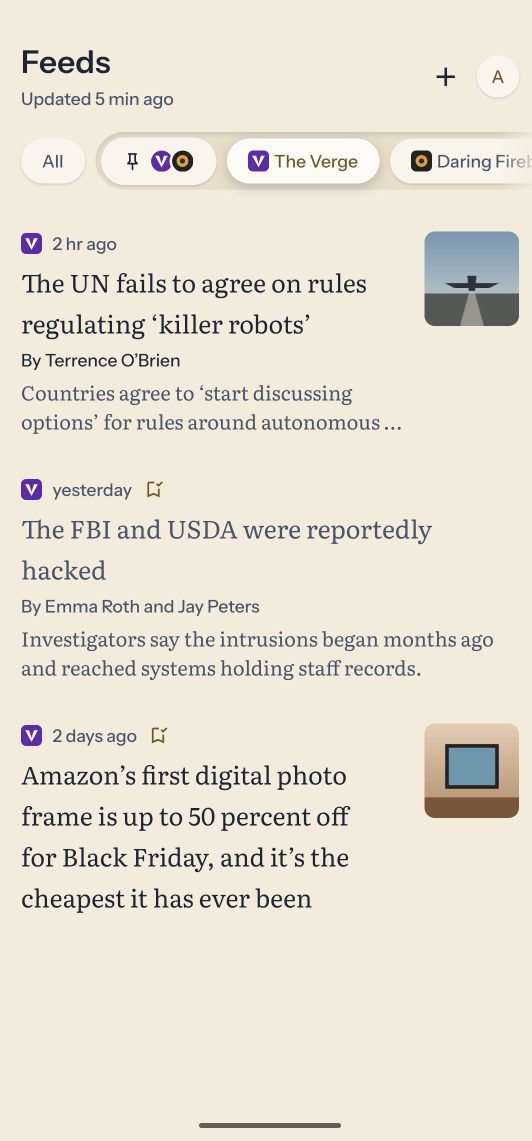 Feeds
Updated 5 min ago
A
All
The Verge
Daring Fireb
2 hr ago
The UN fails to agree on rules
regulating ‘killer robots’
By Terrence O’Brien
Countries agree to ‘start discussing
options’ for rules around autonomous …
yesterday
The FBI and USDA were reportedly
hacked
By Emma Roth and Jay Peters
Investigators say the intrusions began months ago
and reached systems holding staff records.
2 days ago
Amazon’s first digital photo
frame is up to 50 percent off
for Black Friday, and it’s the
cheapest it has ever been